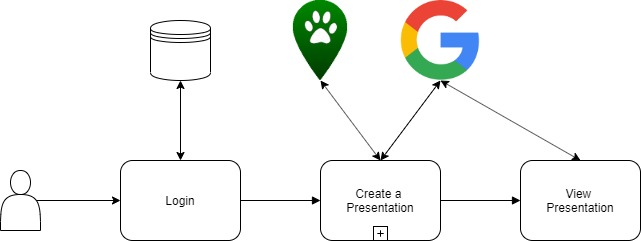 Login
Create a
Presentation
+
View
Presentation